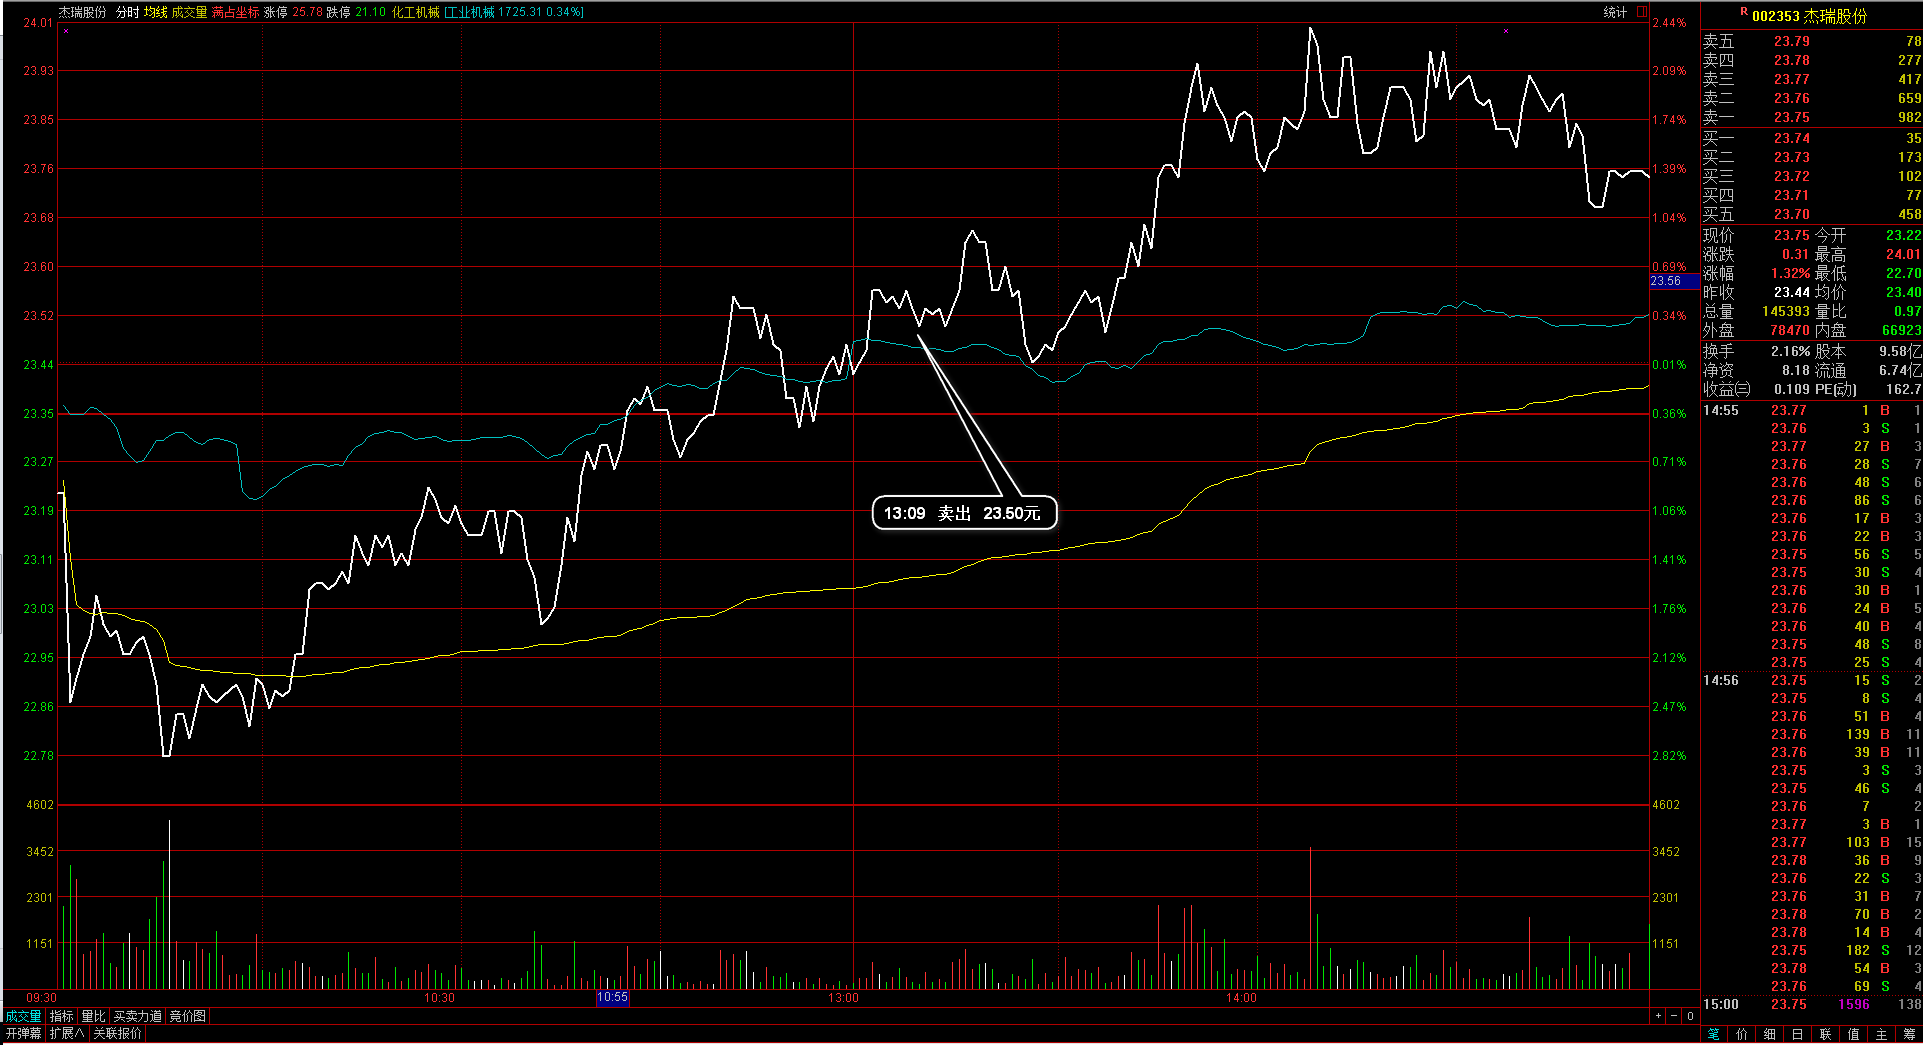 杰瑞股份 分时 均线 成交量 满占坐标 涨停 25.78 跌停 21.10 化工机械 [工业机械 1725.31 0.34%] 统计
R 002353 杰瑞股份
24.01 2.44%
23.93 2.09%
23.85 1.74%
23.76 1.39%
23.68 1.04%
23.60 0.69%
23.56
23.52 0.34%
23.44 0.01%
23.35 0.36%
23.27 0.71%
23.19 1.06%
23.11 1.41%
23.03 1.76%
22.95 2.12%
22.86 2.47%
22.78 2.82%
4602 4602
3452 3452
2301 2301
1151 1151
13:09 卖出 23.50元
09:30 10:30 10:55 13:00 14:00
成交量 指标 量比 买卖力道 竞价图 + - 0
开弹幕 扩展∧ 关联报价
卖五 23.79 78
卖四 23.78 277
卖三 23.77 417
卖二 23.76 659
卖一 23.75 982
买一 23.74 35
买二 23.73 173
买三 23.72 102
买四 23.71 77
买五 23.70 458
现价 23.75 今开 23.22
涨跌 0.31 最高 24.01
涨幅 1.32% 最低 22.70
昨收 23.44 均价 23.40
总量 145393 量比 0.97
外盘 78470 内盘 66923
换手 2.16% 股本 9.58亿
净资 8.18 流通 6.74亿
收益㈢ 0.109 PE(动) 162.7
14:55 23.77 1 B 1
23.76 3 S 1
23.77 27 B 3
23.76 28 S 7
23.76 48 S 6
23.76 86 S 6
23.76 17 B 3
23.76 22 B 3
23.75 56 S 5
23.75 30 S 4
23.76 30 B 1
23.76 24 B 5
23.76 40 B 4
23.75 48 S 8
23.75 25 S 4
14:56 23.75 15 S 2
23.75 8 S 4
23.76 51 B 4
23.76 139 B 11
23.76 39 B 11
23.75 3 S 3
23.75 46 S 4
23.76 7 2
23.77 3 B 1
23.77 103 B 15
23.78 36 B 9
23.76 22 S 3
23.76 31 B 7
23.78 70 B 2
23.78 14 B 4
23.75 182 S 12
23.78 54 B 3
23.76 69 S 4
15:00 23.75 1596 138
笔 价 细 日 联 值 主 筹